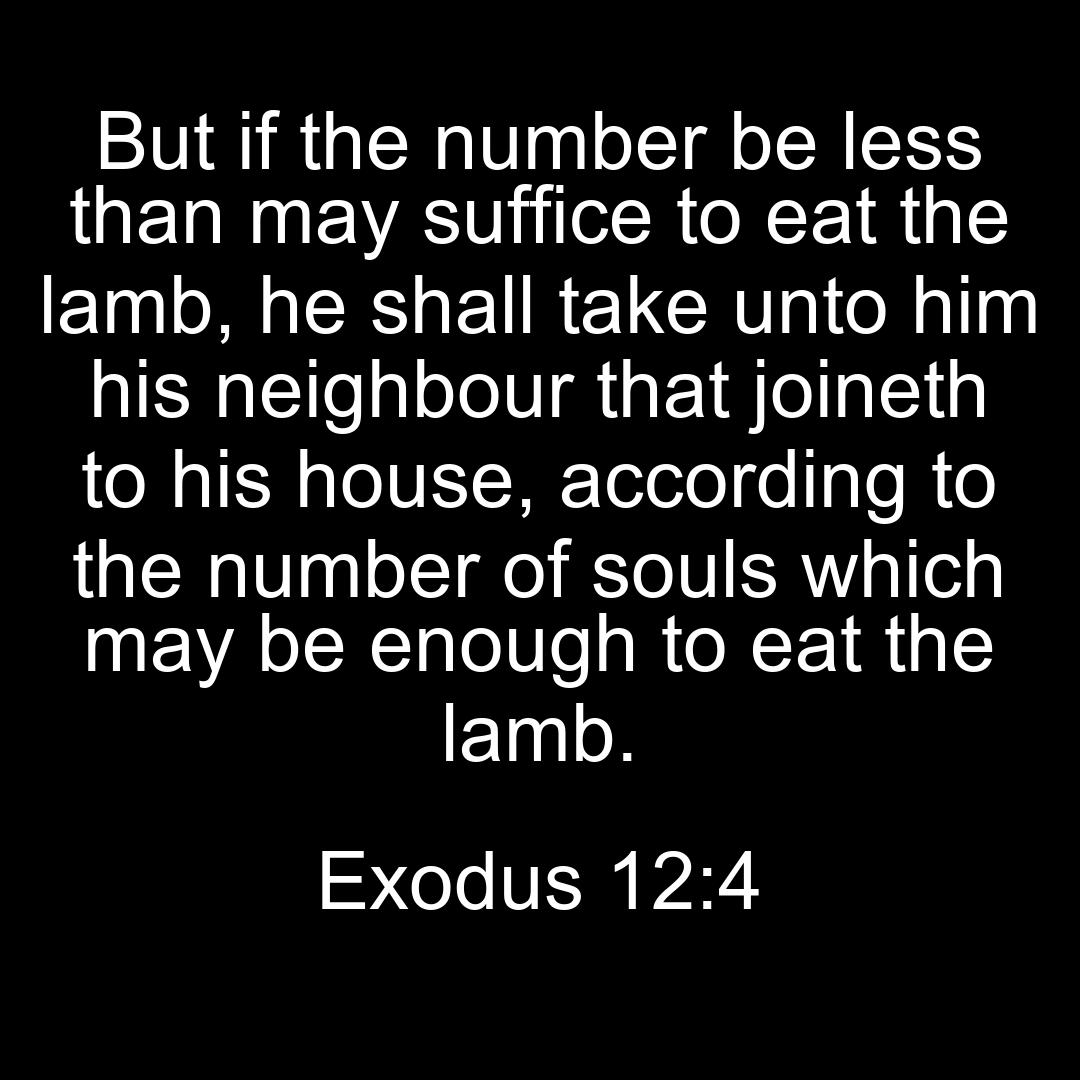 But if the number be less
than may suffice to eat the
lamb, he shall take unto him
his neighbour that joineth
to his house, according to
the number of souls which
may be enough to eat the
lamb.
Exodus 12:4